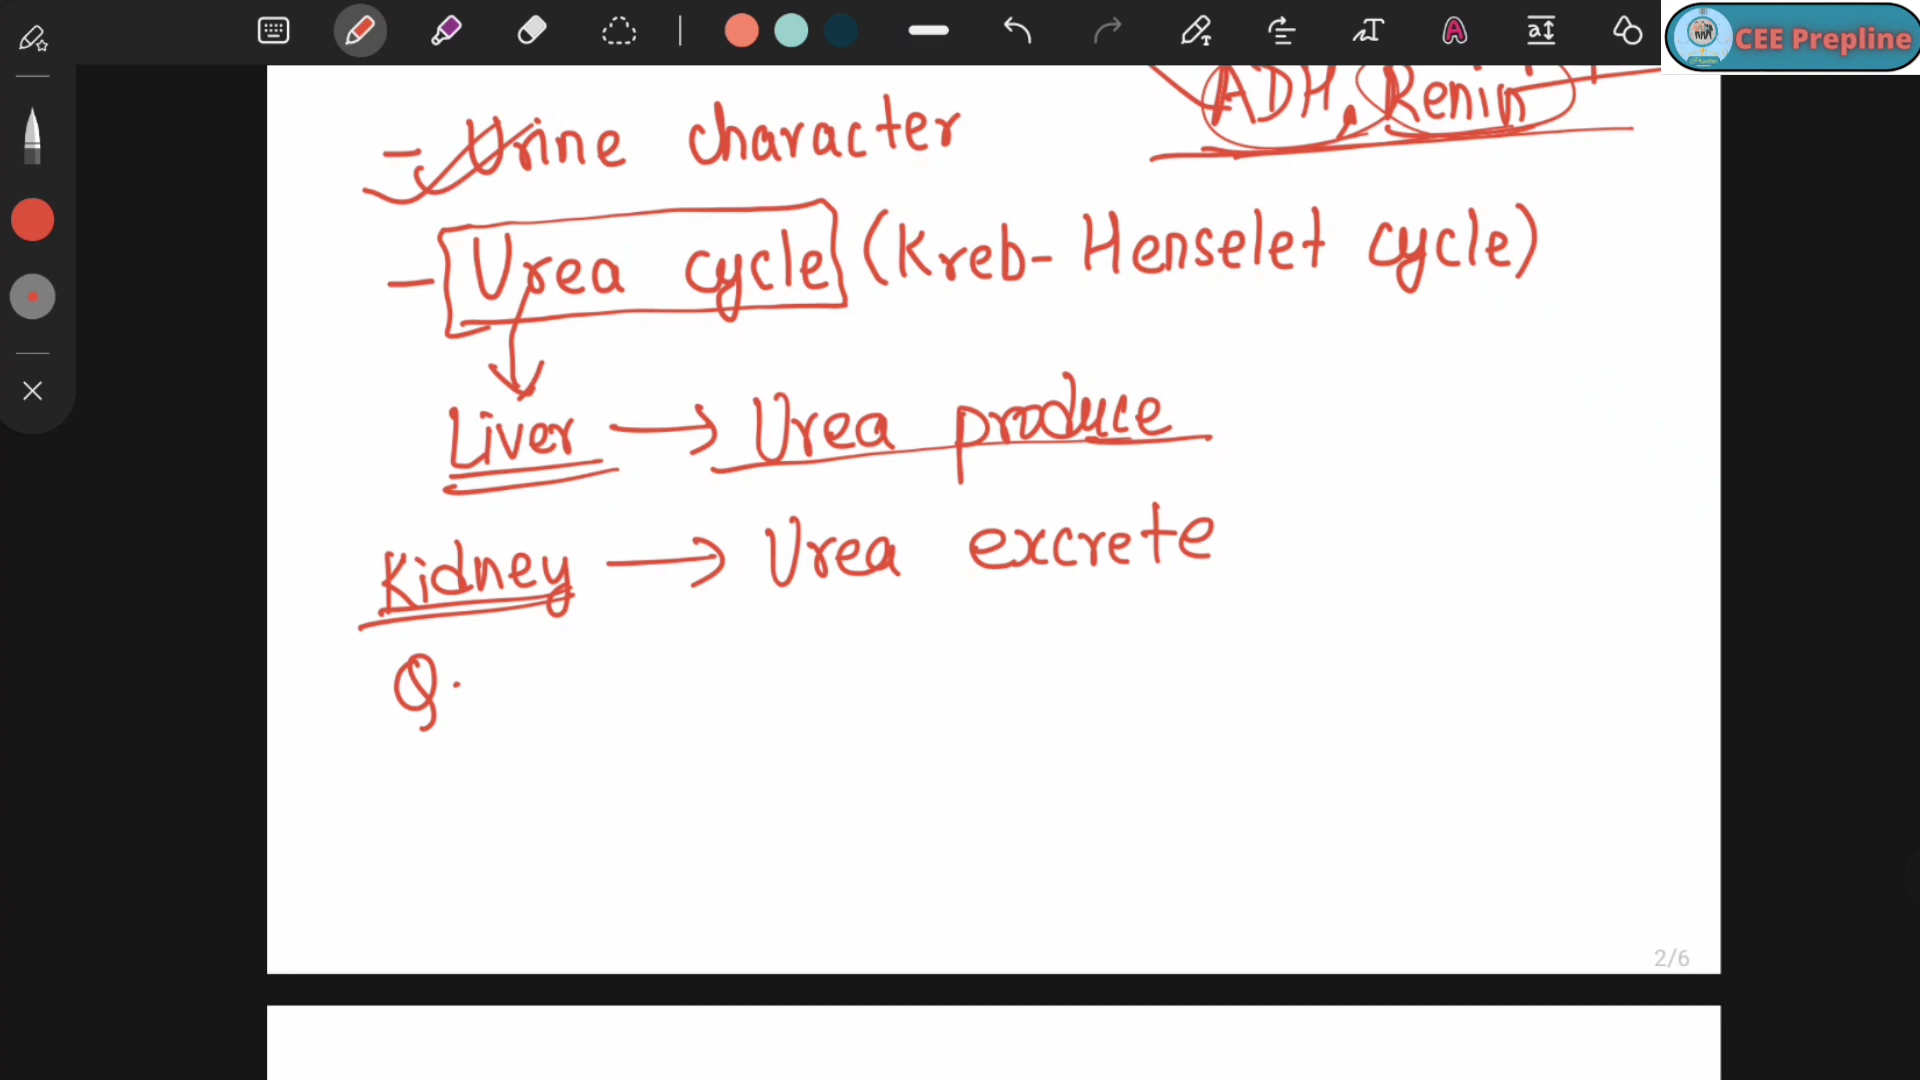 CEE Prepline
ADH, Renin
- Urine character
- Urea cycle (Kreb-Henselet cycle)
Liver → Urea produce
Kidney → Urea excrete
Q.
2/6